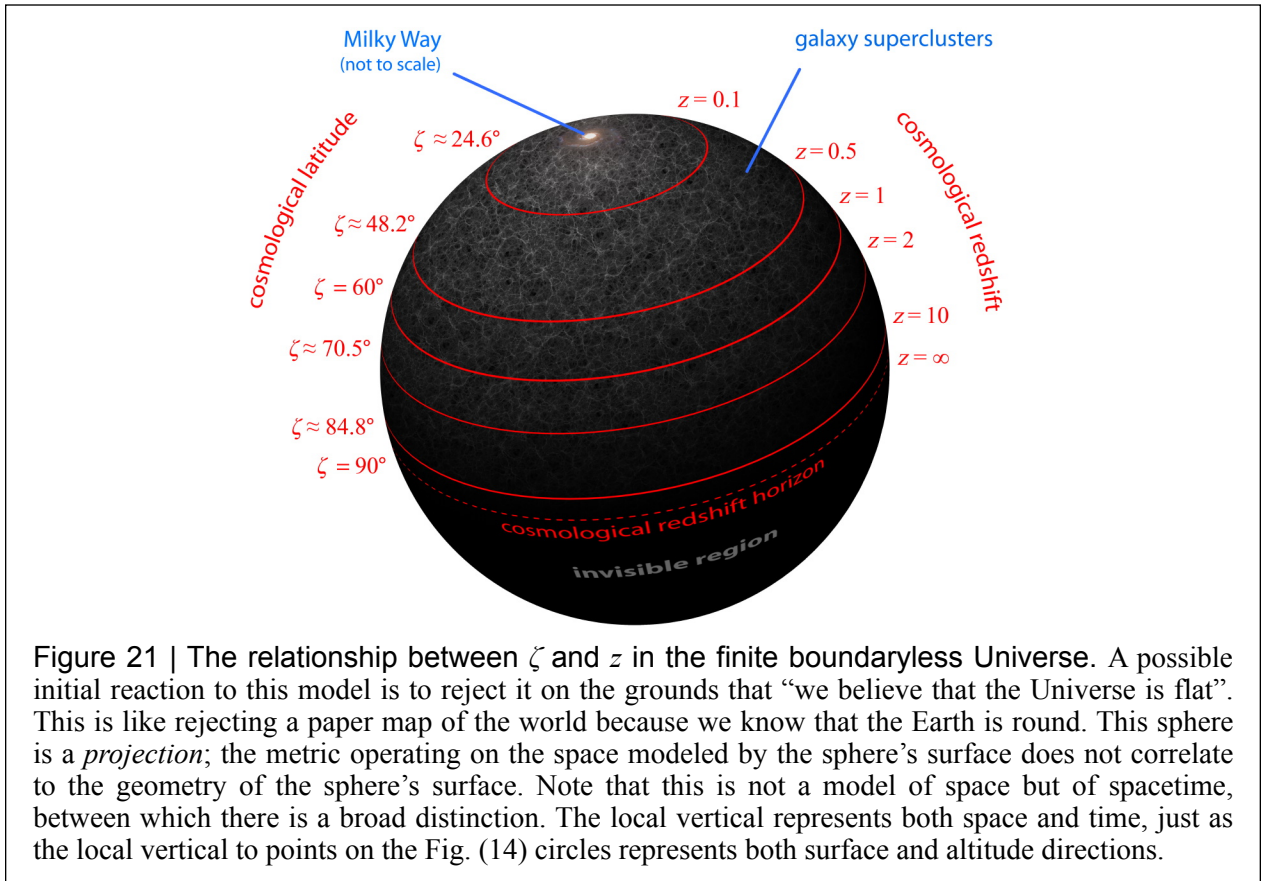 Milky Way
(not to scale)
galaxy superclusters
cosmological latitude
cosmological redshift
ζ ≈ 24.6°
z = 0.1
ζ ≈ 48.2°
z = 0.5
ζ = 60°
z = 1
ζ ≈ 70.5°
z = 2
ζ ≈ 84.8°
z = 10
ζ = 90°
z = ∞
cosmological redshift horizon
invisible region
Figure 21 | The relationship between ζ and z in the finite boundaryless Universe. A possible
initial reaction to this model is to reject it on the grounds that “we believe that the Universe is flat”.
This is like rejecting a paper map of the world because we know that the Earth is round. This sphere
is a projection; the metric operating on the space modeled by the sphere’s surface does not correlate
to the geometry of the sphere’s surface. Note that this is not a model of space but of spacetime,
between which there is a broad distinction. The local vertical represents both space and time, just as
the local vertical to points on the Fig. (14) circles represents both surface and altitude directions.